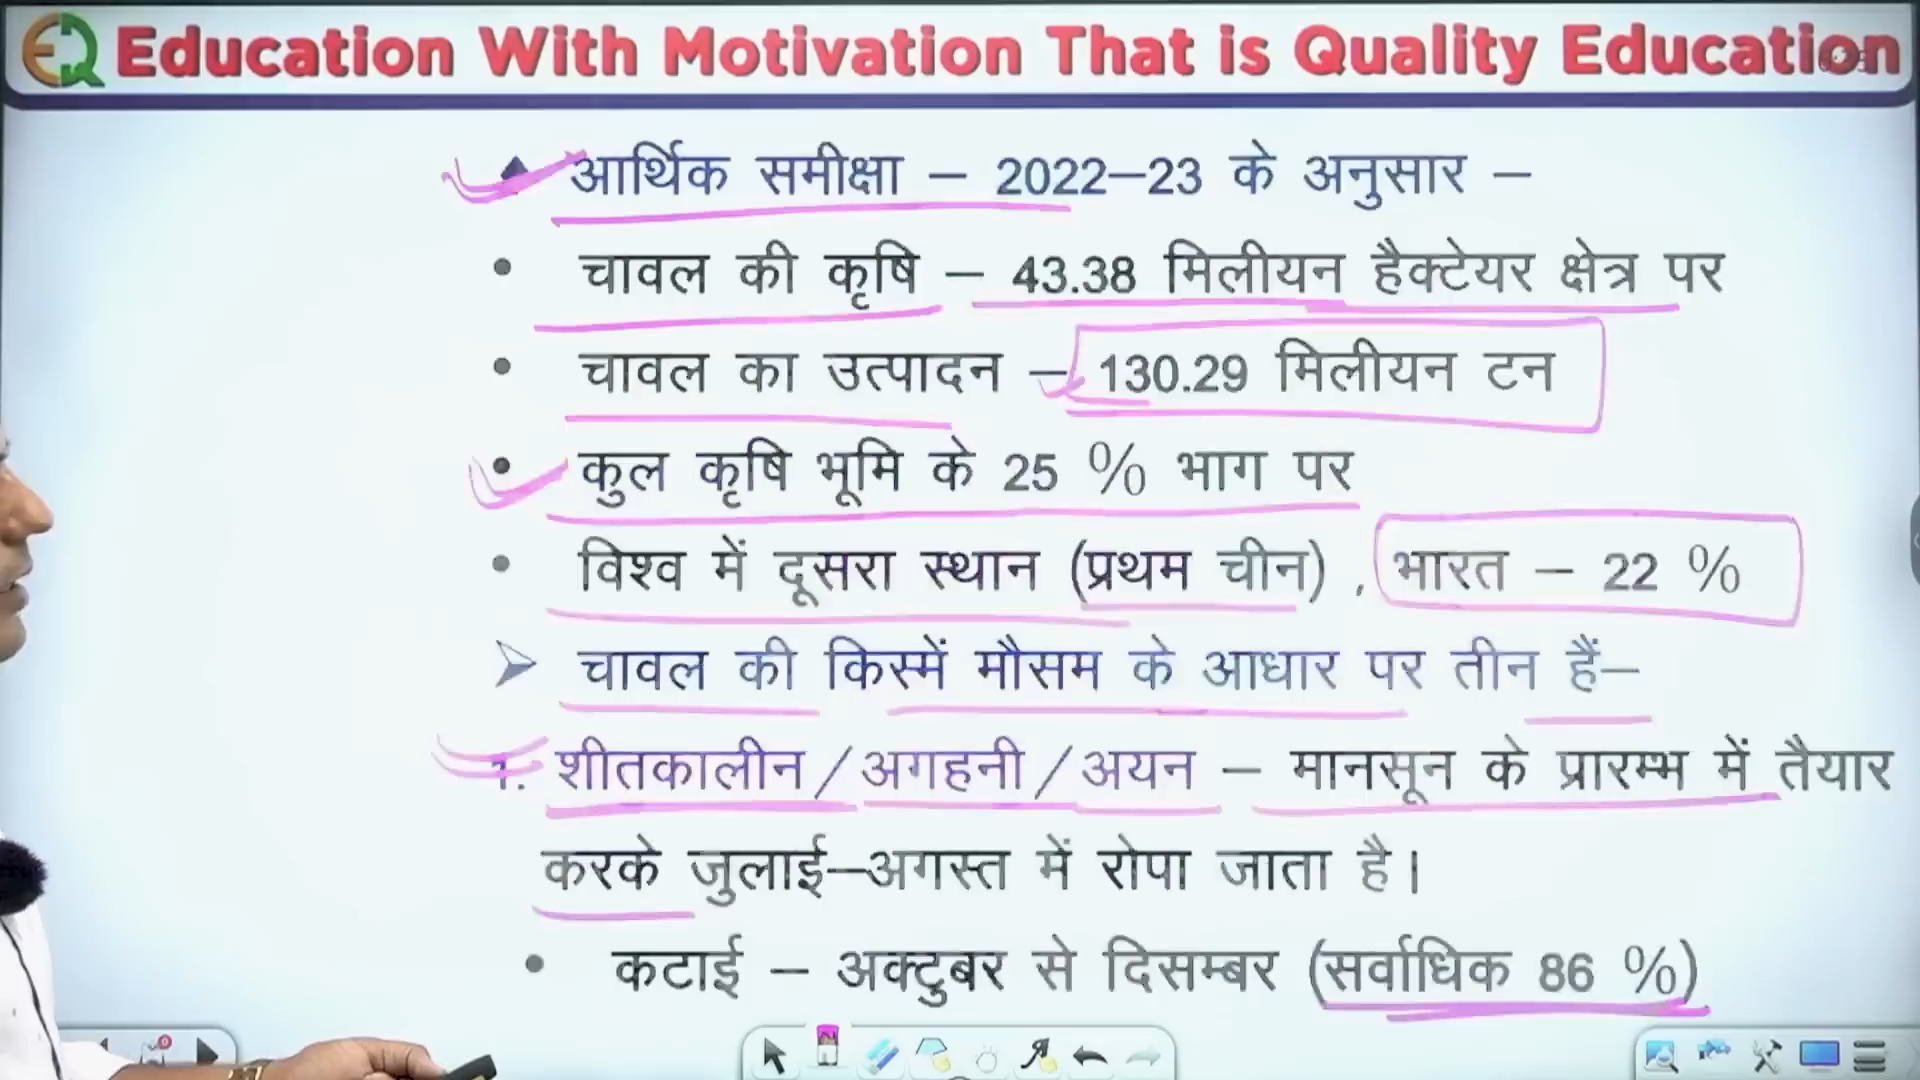 Education With Motivation That is Quality Education
आर्थिक समीक्षा – 2022–23 के अनुसार –
• चावल की कृषि – 43.38 मिलीयन हैक्टेयर क्षेत्र पर
• चावल का उत्पादन – 130.29 मिलीयन टन
• कुल कृषि भूमि के 25 % भाग पर
• विश्व में दूसरा स्थान (प्रथम चीन) , भारत – 22 %
➢ चावल की किस्में मौसम के आधार पर तीन हैं–
1. शीतकालीन/अगहनी/अयन – मानसून के प्रारम्भ में तैयार
करके जुलाई–अगस्त में रोपा जाता है।
• कटाई – अक्टुबर से दिसम्बर (सर्वाधिक 86 %)